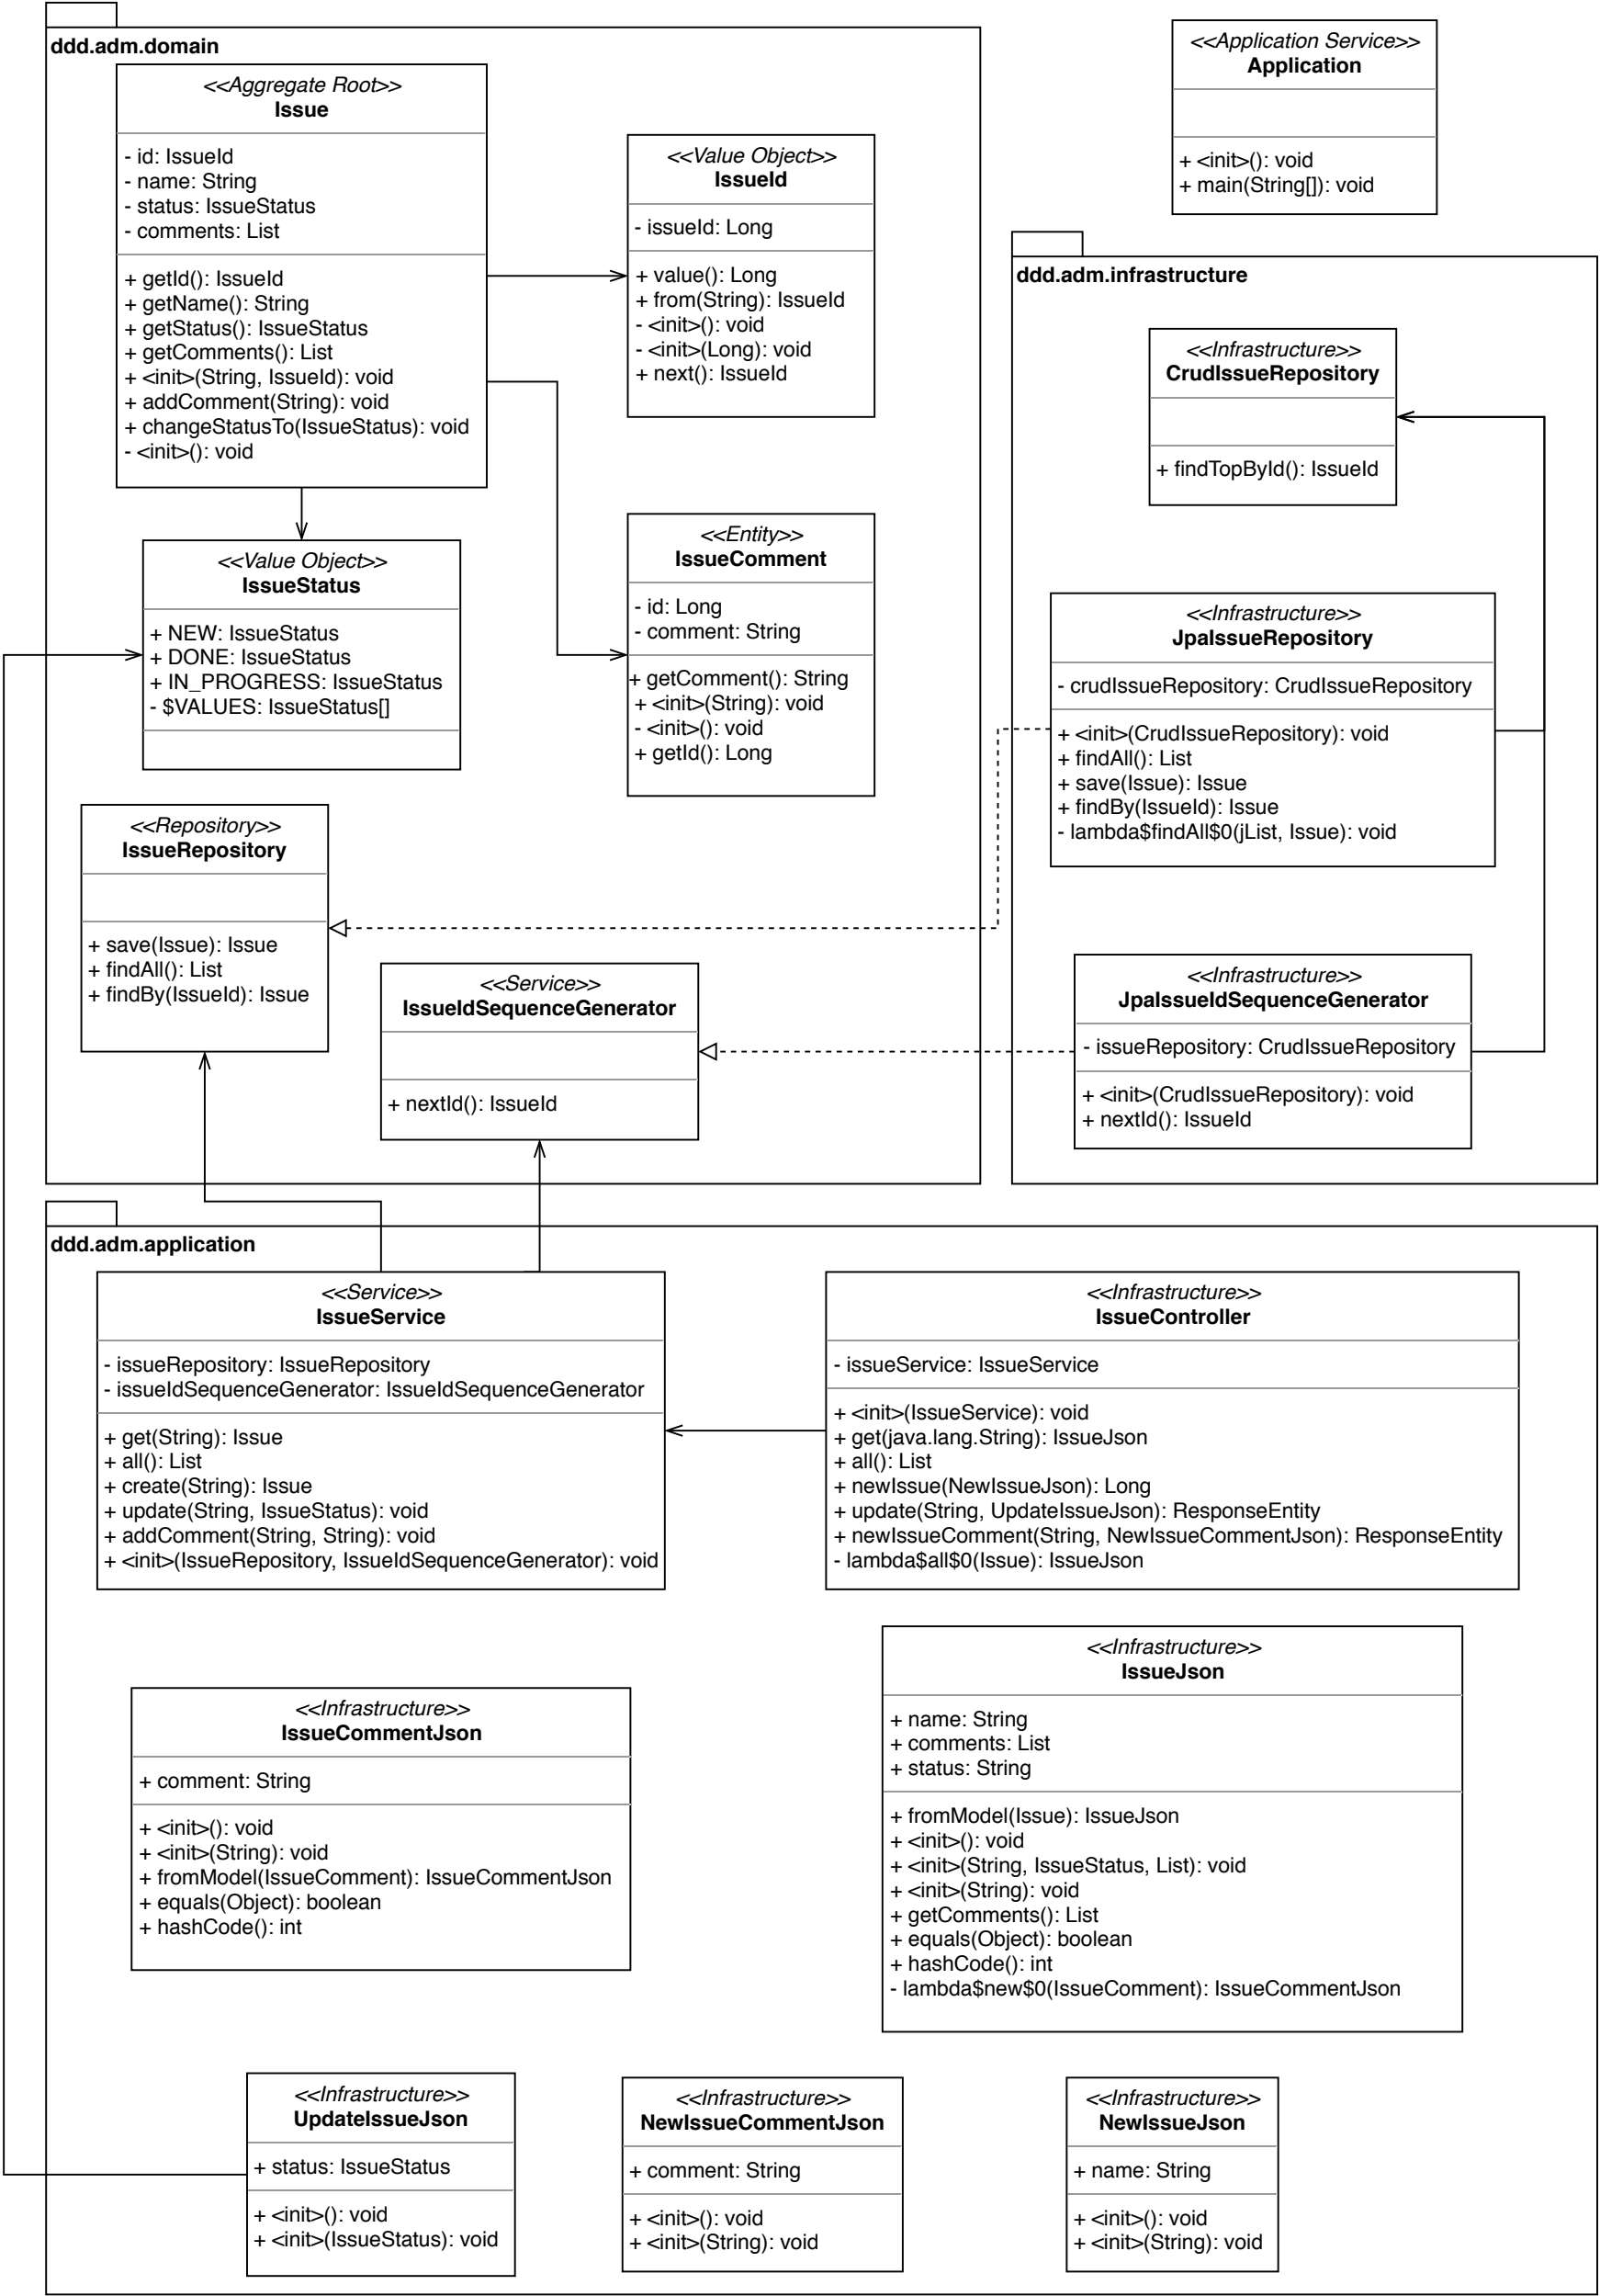 ddd.adm.domain
<<Aggregate Root>>
Issue
- id: IssueId
- name: String
- status: IssueStatus
- comments: List
+ getId(): IssueId
+ getName(): String
+ getStatus(): IssueStatus
+ getComments(): List
+ <init>(String, IssueId): void
+ addComment(String): void
+ changeStatusTo(IssueStatus): void
- <init>(): void
<<Value Object>>
IssueId
- issueId: Long
+ value(): Long
+ from(String): IssueId
- <init>(): void
- <init>(Long): void
+ next(): IssueId
<<Value Object>>
IssueStatus
+ NEW: IssueStatus
+ DONE: IssueStatus
+ IN_PROGRESS: IssueStatus
- $VALUES: IssueStatus[]
<<Entity>>
IssueComment
- id: Long
- comment: String
+ getComment(): String
+ <init>(String): void
- <init>(): void
+ getId(): Long
<<Repository>>
IssueRepository
+ save(Issue): Issue
+ findAll(): List
+ findBy(IssueId): Issue
<<Service>>
IssueIdSequenceGenerator
+ nextId(): IssueId
<<Application Service>>
Application
+ <init>(): void
+ main(String[]): void
ddd.adm.infrastructure
<<Infrastructure>>
CrudIssueRepository
+ findTopById(): IssueId
<<Infrastructure>>
JpaIssueRepository
- crudIssueRepository: CrudIssueRepository
+ <init>(CrudIssueRepository): void
+ findAll(): List
+ save(Issue): Issue
+ findBy(IssueId): Issue
- lambda$findAll$0(jList, Issue): void
<<Infrastructure>>
JpaIssueIdSequenceGenerator
- issueRepository: CrudIssueRepository
+ <init>(CrudIssueRepository): void
+ nextId(): IssueId
ddd.adm.application
<<Service>>
IssueService
- issueRepository: IssueRepository
- issueIdSequenceGenerator: IssueIdSequenceGenerator
+ get(String): Issue
+ all(): List
+ create(String): Issue
+ update(String, IssueStatus): void
+ addComment(String, String): void
+ <init>(IssueRepository, IssueIdSequenceGenerator): void
<<Infrastructure>>
IssueController
- issueService: IssueService
+ <init>(IssueService): void
+ get(java.lang.String): IssueJson
+ all(): List
+ newIssue(NewIssueJson): Long
+ update(String, UpdateIssueJson): ResponseEntity
+ newIssueComment(String, NewIssueCommentJson): ResponseEntity
- lambda$all$0(Issue): IssueJson
<<Infrastructure>>
IssueCommentJson
+ comment: String
+ <init>(): void
+ <init>(String): void
+ fromModel(IssueComment): IssueCommentJson
+ equals(Object): boolean
+ hashCode(): int
<<Infrastructure>>
IssueJson
+ name: String
+ comments: List
+ status: String
+ fromModel(Issue): IssueJson
+ <init>(): void
+ <init>(String, IssueStatus, List): void
+ <init>(String): void
+ getComments(): List
+ equals(Object): boolean
+ hashCode(): int
- lambda$new$0(IssueComment): IssueCommentJson
<<Infrastructure>>
UpdateIssueJson
+ status: IssueStatus
+ <init>(): void
+ <init>(IssueStatus): void
<<Infrastructure>>
NewIssueCommentJson
+ comment: String
+ <init>(): void
+ <init>(String): void
<<Infrastructure>>
NewIssueJson
+ name: String
+ <init>(): void
+ <init>(String): void